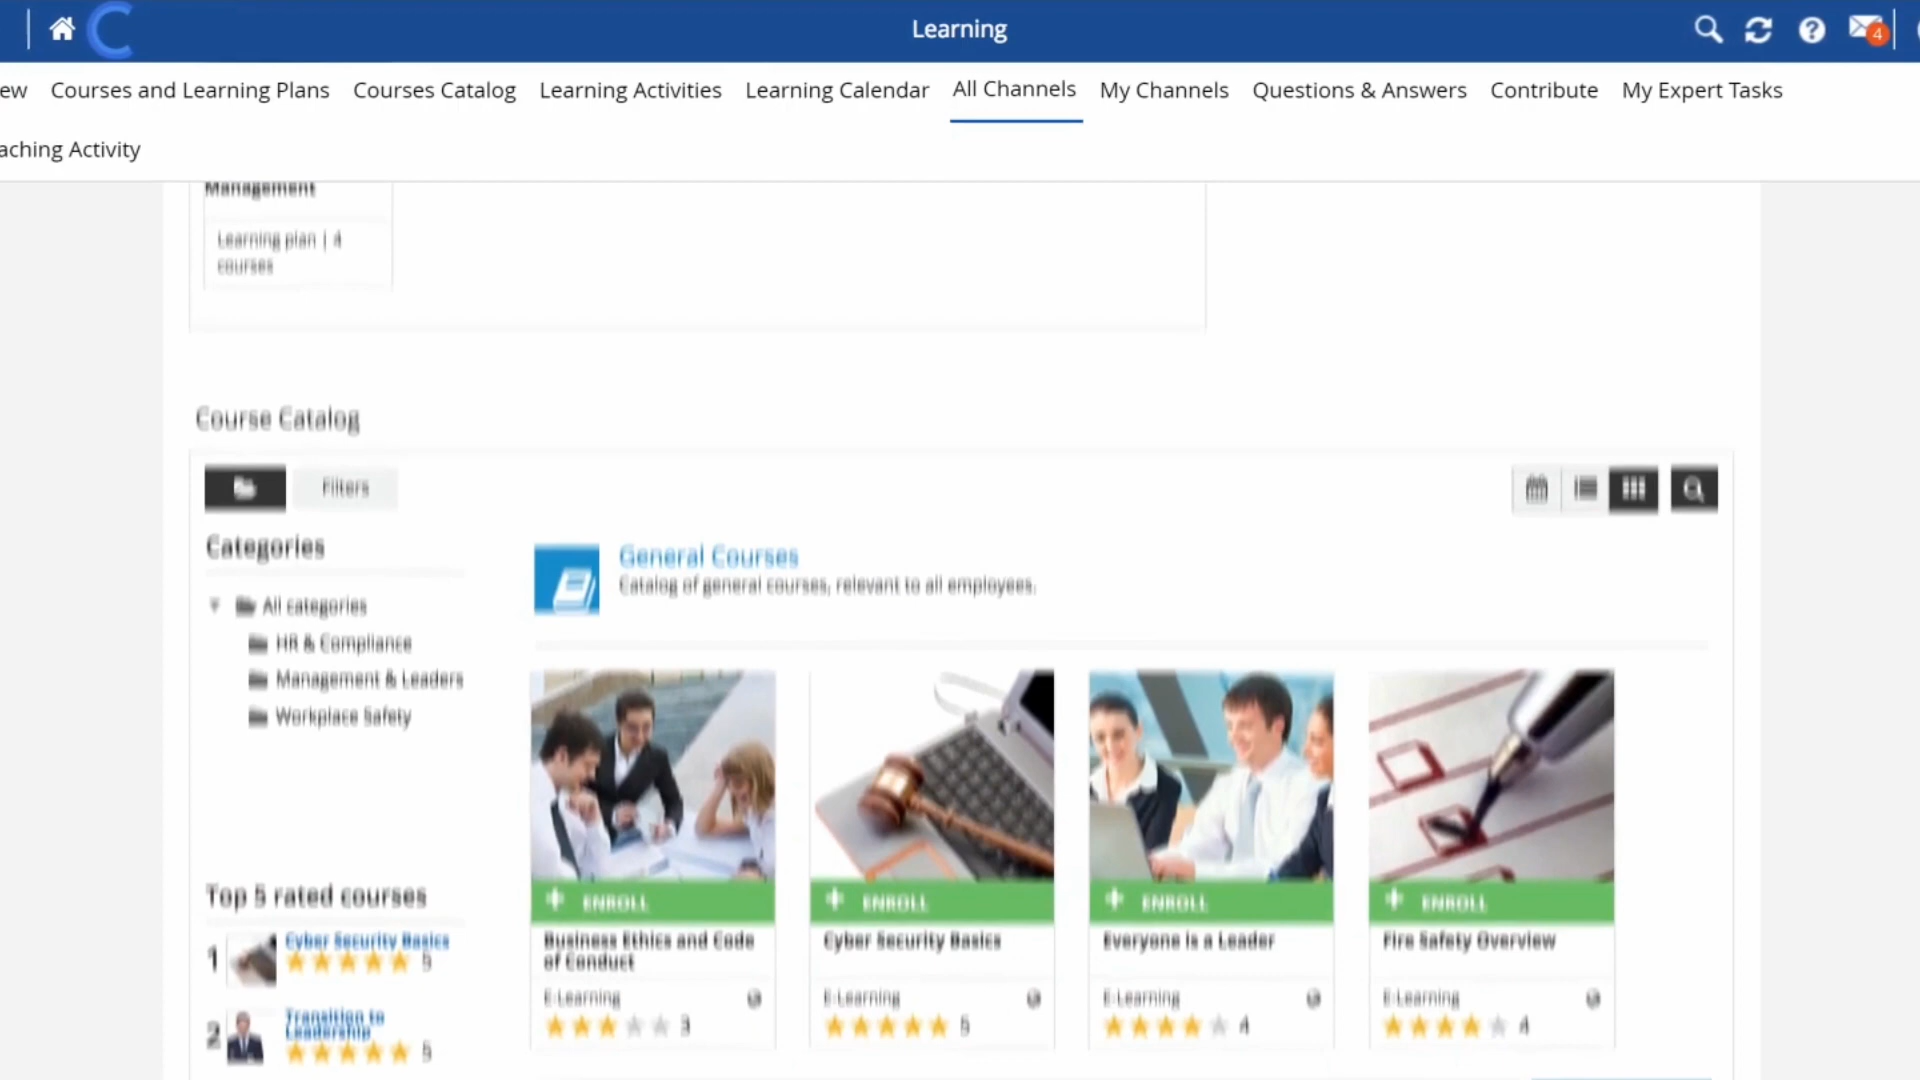 Learning
4
ew Courses and Learning Plans Courses Catalog Learning Activities Learning Calendar All Channels My Channels Questions & Answers Contribute My Expert Tasks
aching Activity
Management
Learning plan | 4
courses
Course Catalog
Filters
Categories
General Courses
Catalog of general courses, relevant to all employees.
All categories
HR & Compliance
Management & Leaders
Workplace Safety
ENROLL ENROLL ENROLL ENROLL
Top 5 rated courses
1 Cyber Security Basics
5
2 Transition to
Leadership
5
Business Ethics and Code
of Conduct
E-Learning
3
Cyber Security Basics
E-Learning
5
Everyone is a Leader
E-Learning
4
Fire Safety Overview
E-Learning
4